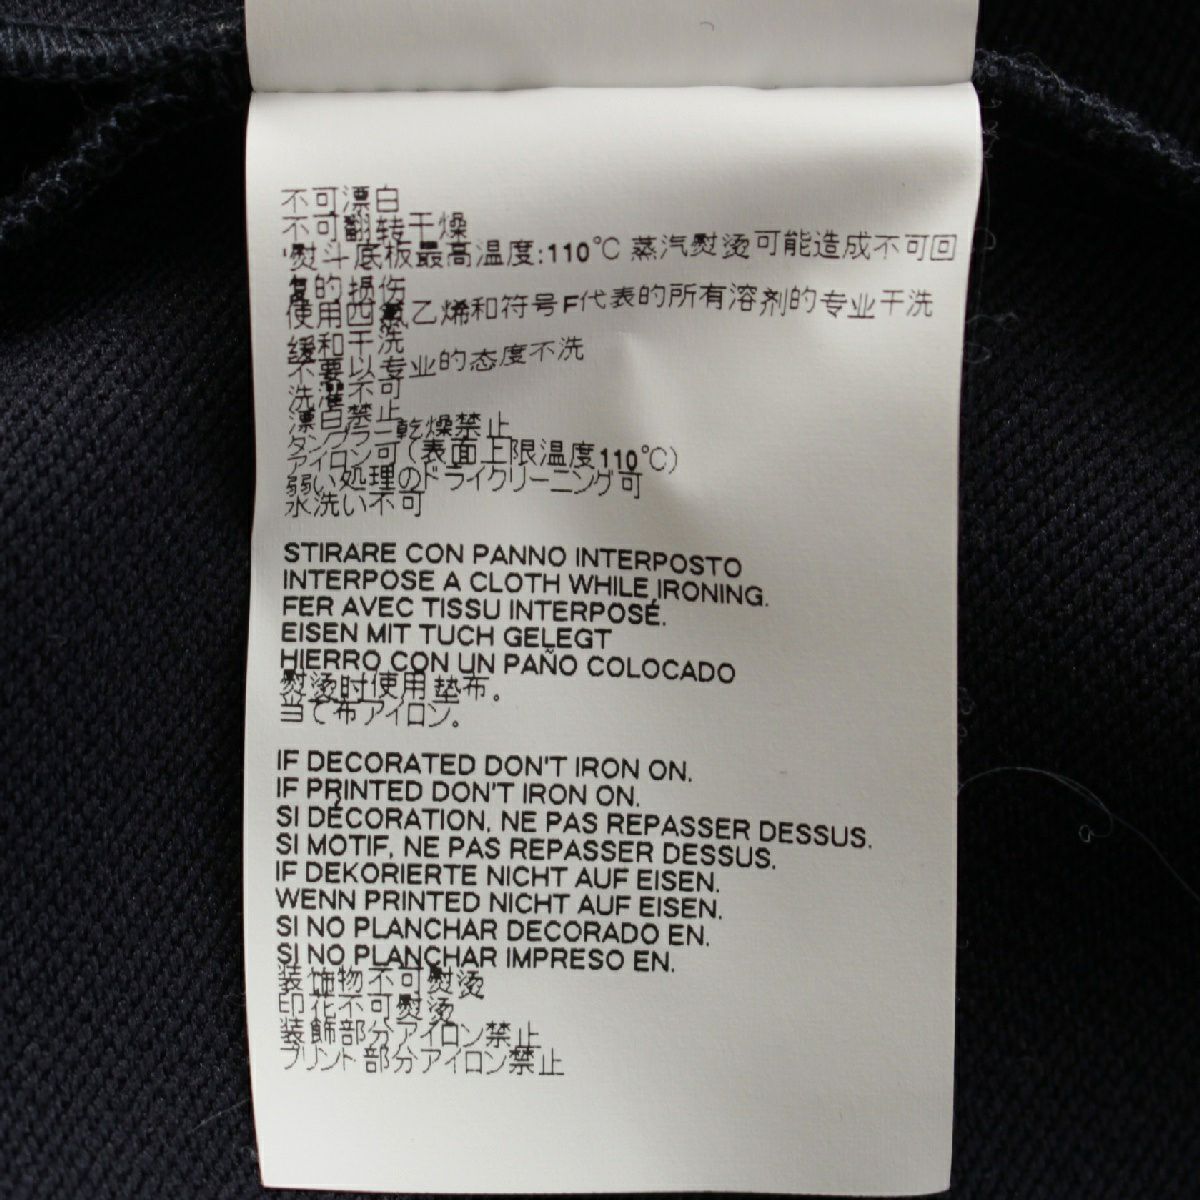 不可漂白
不可翻转干燥
熨斗底板最高温度:110℃ 蒸汽熨烫可能造成不可回
复的损伤
使用四氯乙烯和符号F代表的所有溶剂的专业干洗
缓和干洗
不要以专业的态度不洗
洗濯不可
漂白禁止
タンブラー乾燥禁止
アイロン可(表面上限温度110℃)
弱い処理のドライクリーニング可
水洗い不可
STIRARE CON PANNO INTERPOSTO
INTERPOSE A CLOTH WHILE IRONING.
FER AVEC TISSU INTERPOSÉ.
EISEN MIT TUCH GELEGT
HIERRO CON UN PAÑO COLOCADO
熨烫时使用垫布。
当て布アイロン。
IF DECORATED DON'T IRON ON.
IF PRINTED DON'T IRON ON.
SI DÉCORATION, NE PAS REPASSER DESSUS.
SI MOTIF, NE PAS REPASSER DESSUS.
IF DEKORIERTE NICHT AUF EISEN.
WENN PRINTED NICHT AUF EISEN.
SI NO PLANCHAR DECORADO EN.
SI NO PLANCHAR IMPRESO EN.
装饰物不可熨烫
印花不可熨烫
装飾部分アイロン禁止
プリント部分アイロン禁止